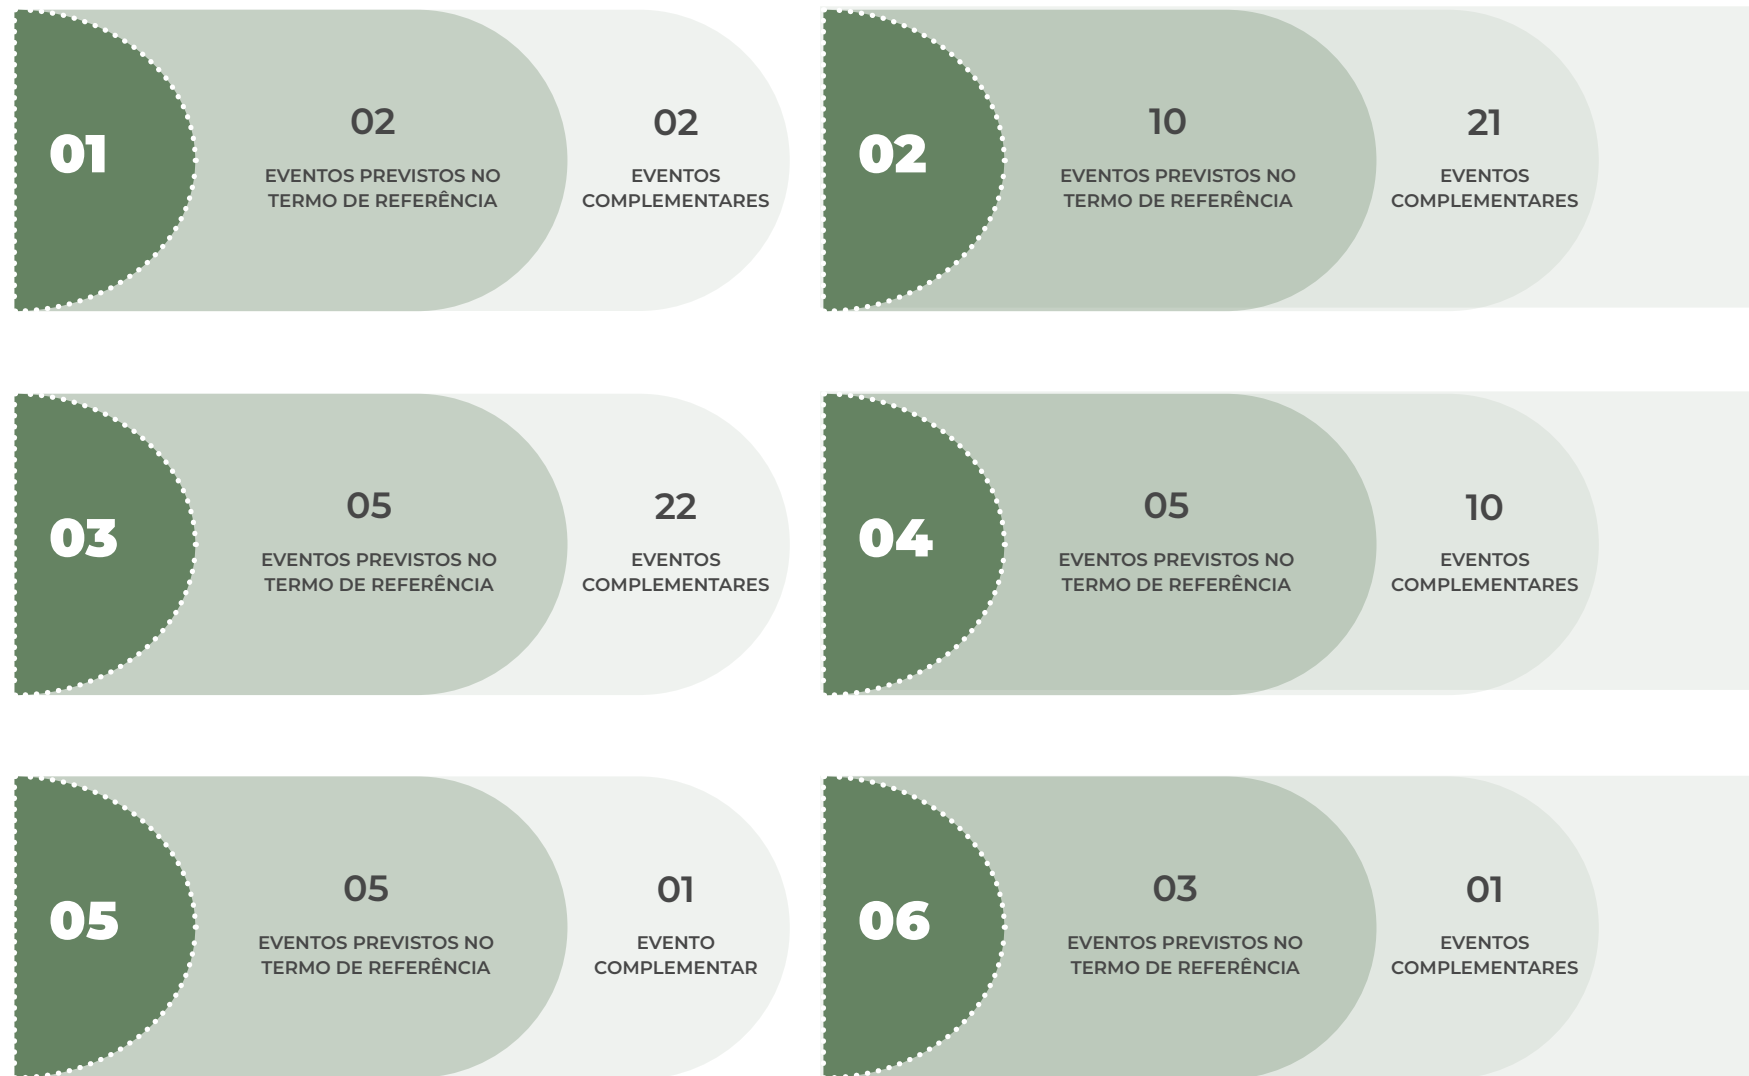 01
02
EVENTOS PREVISTOS NO
TERMO DE REFERÊNCIA
02
EVENTOS
COMPLEMENTARES
02
10
EVENTOS PREVISTOS NO
TERMO DE REFERÊNCIA
21
EVENTOS
COMPLEMENTARES
03
05
EVENTOS PREVISTOS NO
TERMO DE REFERÊNCIA
22
EVENTOS
COMPLEMENTARES
04
05
EVENTOS PREVISTOS NO
TERMO DE REFERÊNCIA
10
EVENTOS
COMPLEMENTARES
05
05
EVENTOS PREVISTOS NO
TERMO DE REFERÊNCIA
01
EVENTO
COMPLEMENTAR
06
03
EVENTOS PREVISTOS NO
TERMO DE REFERÊNCIA
01
EVENTOS
COMPLEMENTARES